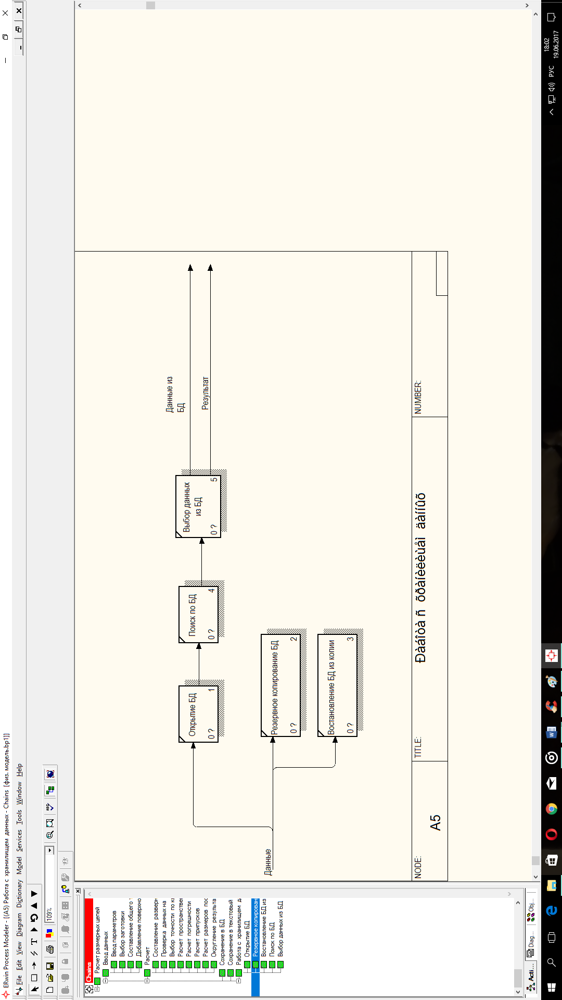 ERwin Process Modeler - [(A5) Работа с хранилищем данных - Chains [физ. модель.bp1]]
File Edit View Diagram Dictionary Model Services Tools Window Help
109%
Chains
Расчет размерных цепей
Ввод данных
Ввод параметров
Выбор заготовки
Составление общего
Добавление поверхно
Расчет
Составление разверн
Проверка данных на
Выбор точности по к
Расчет пространстве
Расчет погрешности
Расчет припусков
Расчет размеров пос
Округление результа
Сохранение в БД
Сохранение в текстовый
Работа с хранилищем д
Открытие БД
Резервное копирован
Востановление БД из
Поиск по БД
Выбор данных из БД
Acti...
Diag...
Obj...
Данные
Открытие БД
0 ?
1
Поиск по БД
0 ?
4
Выбор данных
из БД
0 ?
5
Данные из
БД
Результат
Резервное копирование БД
0 ?
2
Востановление БД из копии
0 ?
3
NODE:
A5
TITLE:
Ðàáîòà ñ õðàíèëèùåì äàííûõ
NUMBER:
РУС
18:02
19.06.2017